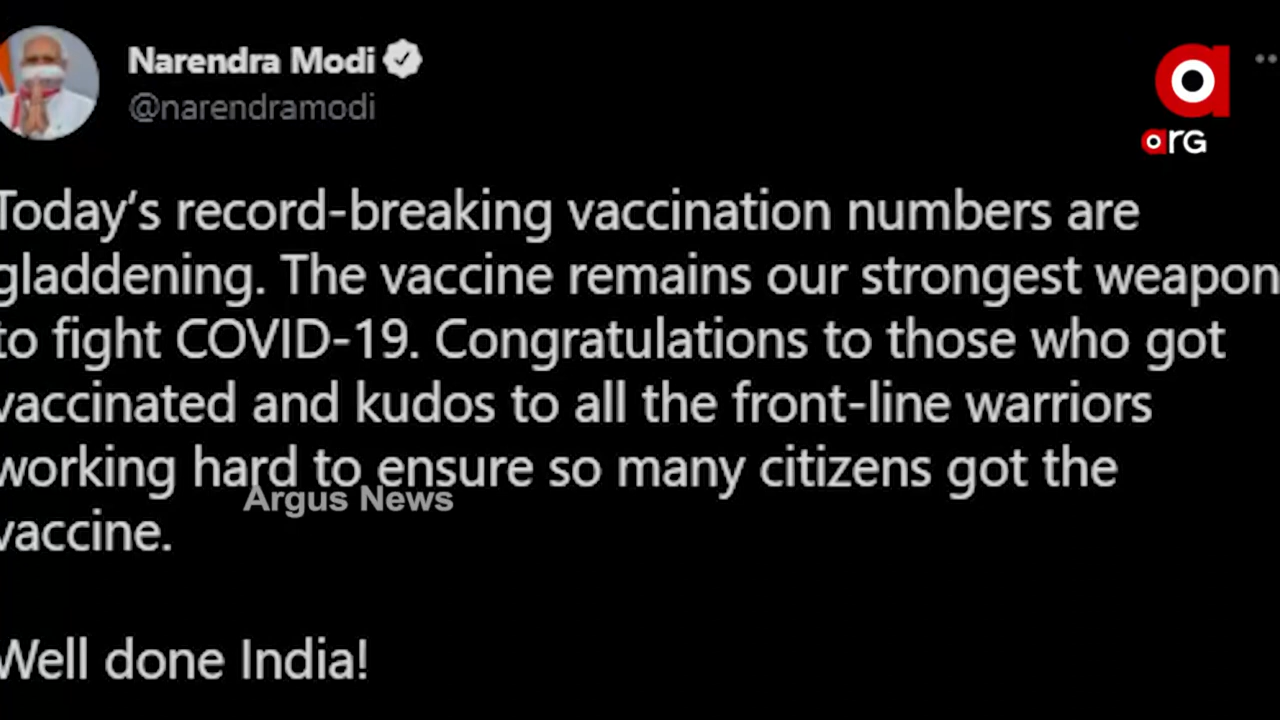 Narendra Modi
@narendramodi
arG
Today‘s record-breaking vaccination numbers are
gladdening. The vaccine remains our strongest weapon
to fight COVID-19. Congratulations to those who got
vaccinated and kudos to all the front-line warriors
working hard to ensure so many citizens got the
Argus News
vaccine.
Well done India!